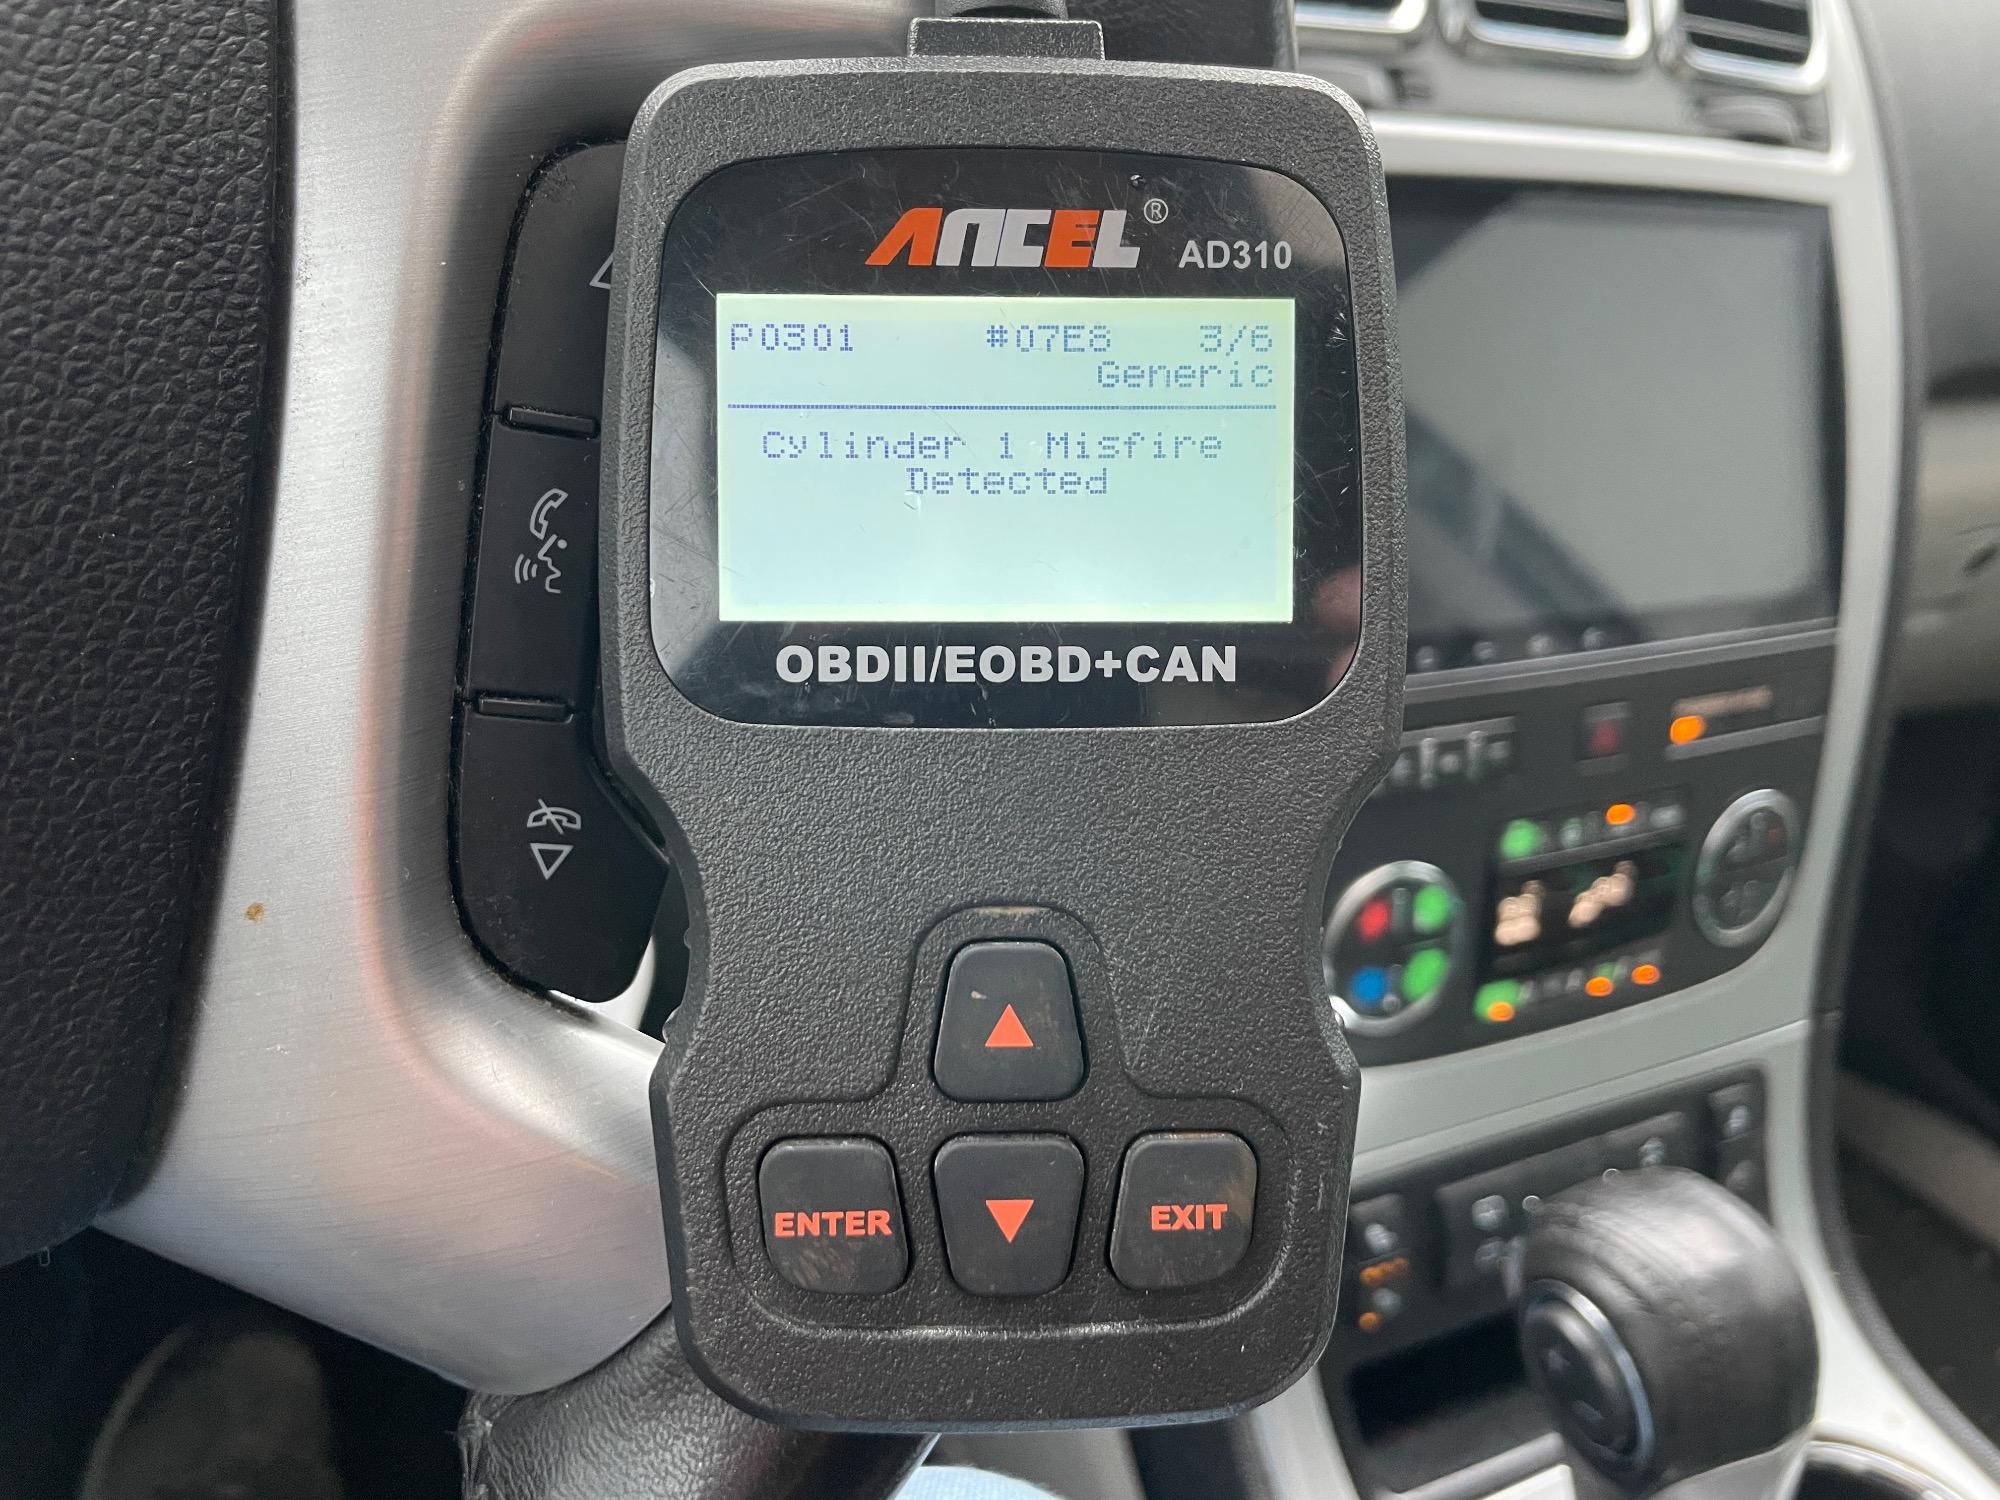 ANCEL® AD310
P0301 #07E8 3/6
Generic
Cylinder 1 Misfire
Detected
OBDII/EOBD+CAN
ENTER
EXIT